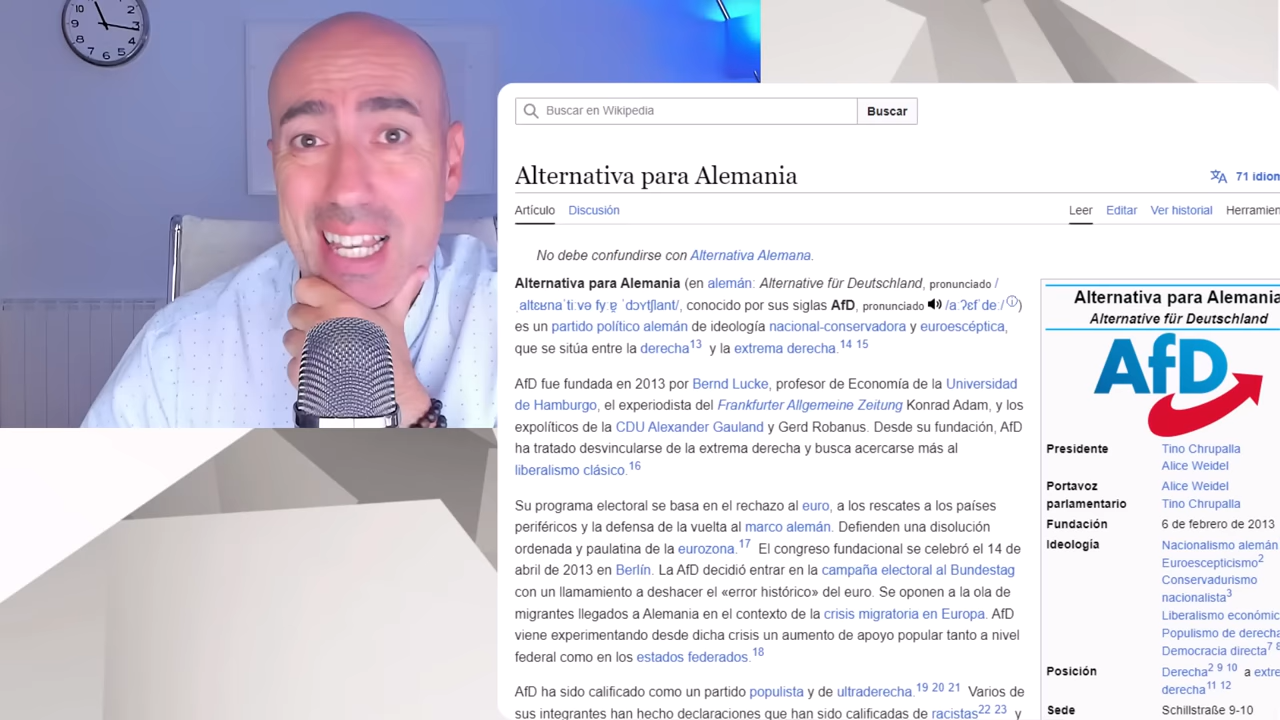 11
12
10
9
3
8
4
7
6
5
Buscar en Wikipedia
Buscar
Alternativa para Alemania
71 idion
Artículo
Discusión
Leer
Editar
Ver historial
Herramien
No debe confundirse con Alternativa Alemana.
Alternativa para Alemania (en alemán: Alternative für Deutschland, pronunciado /
conocido por sus siglas AfD, pronunciado
es un partido político alemán de ideología nacional-conservadora y euroescéptica,
que se sitúa entre la derecha13 y la extrema derecha.14 15
AfD fue fundada en 2013 por Bernd Lucke, profesor de Economía de la Universidad
de Hamburgo, el experiodista del Frankfurter Allgemeine Zeitung Konrad Adam, y los
expolíticos de la CDU Alexander Gauland y Gerd Robanus. Desde su fundación, AfD
ha tratado desvincularse de la extrema derecha y busca acercarse más al
liberalismo clásico.16
Su programa electoral se basa en el rechazo al euro, a los rescates a los países
periféricos y la defensa de la vuelta al marco alemán. Defienden una disolución
ordenada y paulatina de la eurozona.17 El congreso fundacional se celebró el 14 de
abril de 2013 en Berlín. La AfD decidió entrar en la campaña electoral al Bundestag
con un llamamiento a deshacer el «error histórico» del euro. Se oponen a la ola de
migrantes llegados a Alemania en el contexto de la crisis migratoria en Europa. AfD
viene experimentando desde dicha crisis un aumento de apoyo popular tanto a nivel
federal como en los estados federados.18
AfD ha sido calificado como un partido populista y de ultraderecha.19 20 21 Varios de
sus integrantes han hecho declaraciones que han sido calificadas de racistas22 23 y
Alternativa para Alemania
Alternative für Deutschland
AfD
Presidente Tino Chrupalla
Alice Weidel
Portavoz Alice Weidel
parlamentario Tino Chrupalla
Fundación 6 de febrero de 2013
Ideología Nacionalismo alemán
Euroescepticismo2
Conservadurismo
nacionalista3
Liberalismo económic
Populismo de derecha
Democracia directa7 8
Posición Derecha2 9 10 a extre
derecha11 12
Sede Schillstraße 9-10